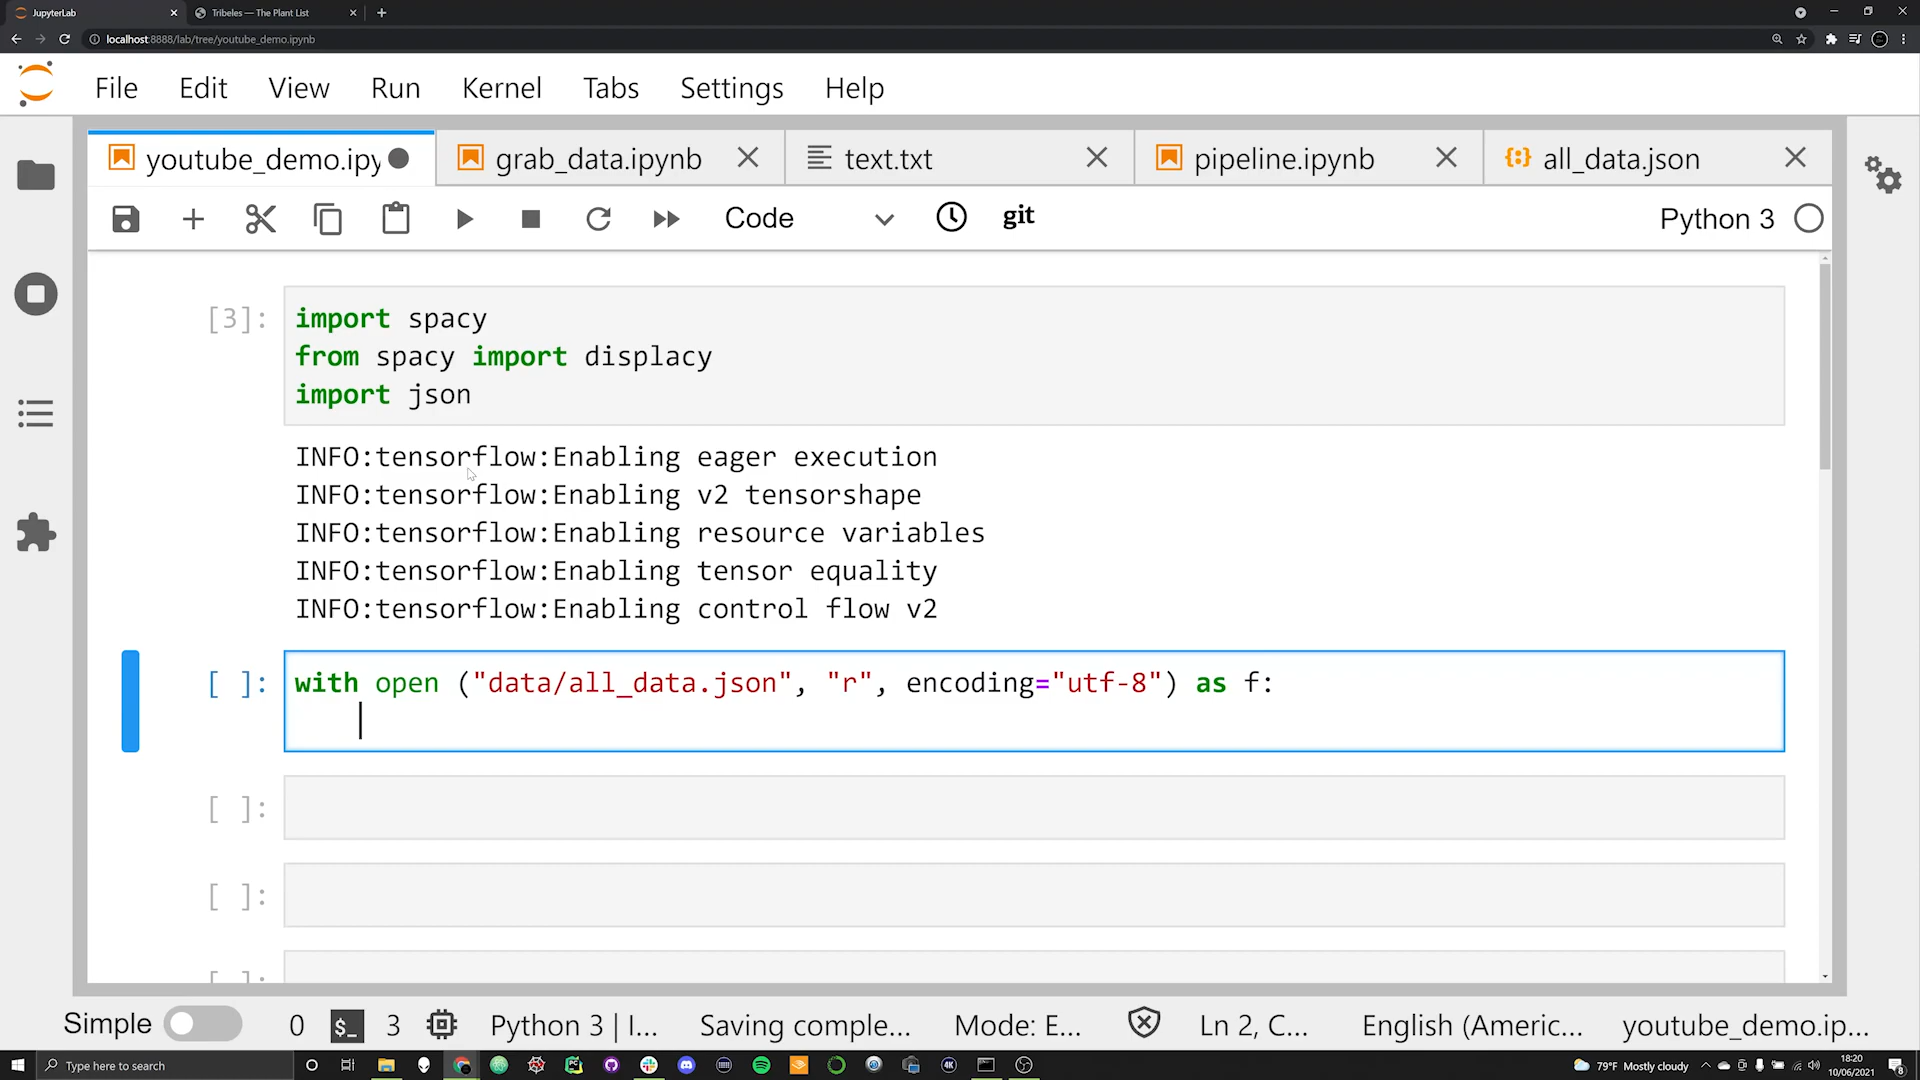 JupyterLab
Tribeles — The Plant List
localhost:8888/lab/tree/youtube_demo.ipynb
File Edit View Run Kernel Tabs Settings Help
youtube_demo.ipy
grab_data.ipynb
text.txt
pipeline.ipynb
all_data.json
Code
git
Python 3
[3]:
import spacy
from spacy import displacy
import json
INFO:tensorflow:Enabling eager execution
INFO:tensorflow:Enabling v2 tensorshape
INFO:tensorflow:Enabling resource variables
INFO:tensorflow:Enabling tensor equality
INFO:tensorflow:Enabling control flow v2
[ ]:
with open ("data/all_data.json", "r", encoding="utf-8") as f:
[ ]:
[ ]:
[ ]:
Simple 0 $_ 3 Python 3 | I... Saving comple... Mode: E... Ln 2, C... English (Americ... youtube_demo.ip...
Type here to search
4K
79°F Mostly cloudy
18:20
10/06/2021
8